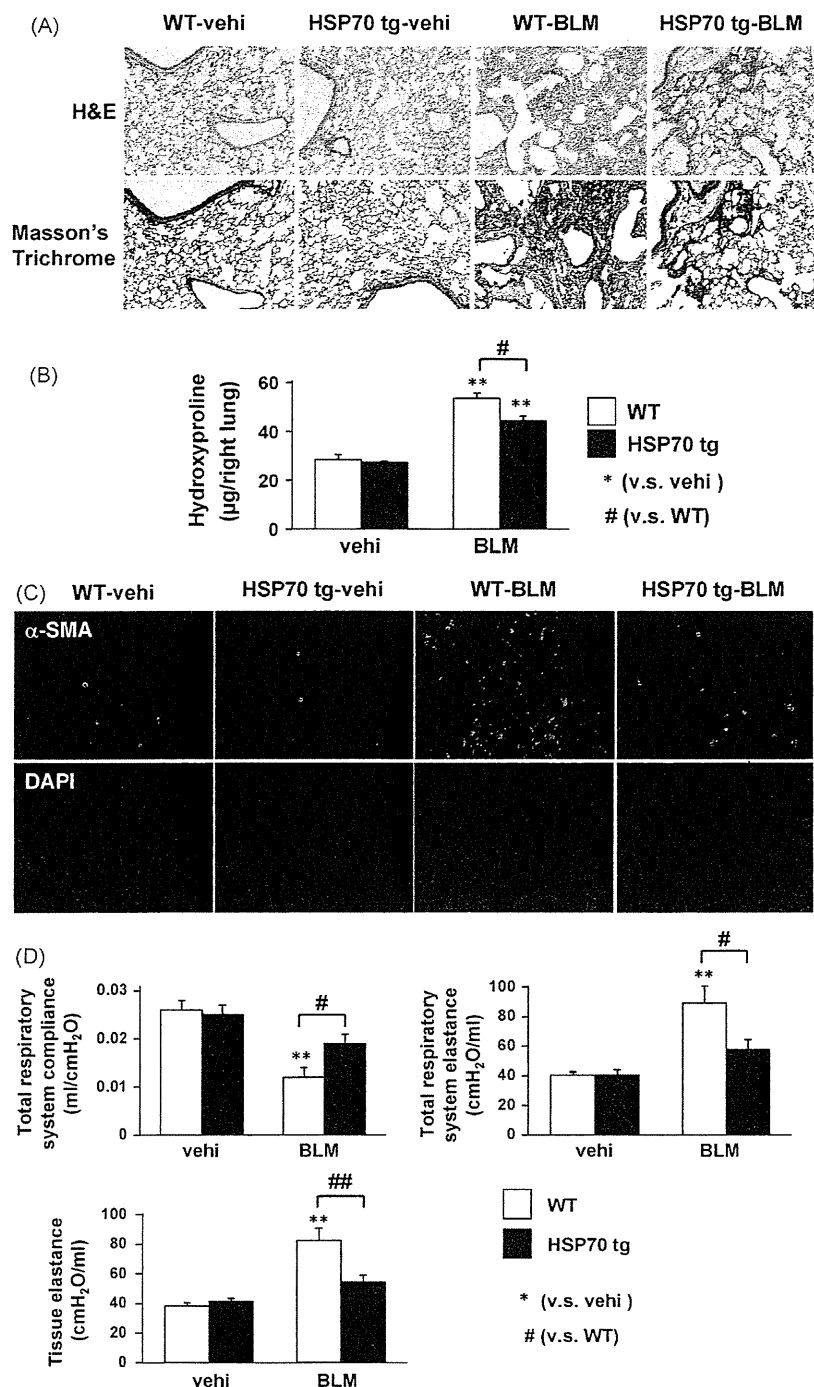 (A)
WT-vehi HSP70 tg-vehi WT-BLM HSP70 tg-BLM
H&E
Masson's
Trichrome
(B)
Hydroxyproline
(μg/right lung)
60
40
20
0
**
#
**
vehi BLM
WT
HSP70 tg
* (v.s. vehi )
# (v.s. WT)
(C)
WT-vehi HSP70 tg-vehi WT-BLM HSP70 tg-BLM
α-SMA
DAPI
(D)
Total respiratory
system compliance
(ml/cmH₂O)
0.03
0.02
0.01
0
#
**
vehi BLM
Total respiratory
system elastance
(cmH₂O/ml)
100
80
60
40
20
0
#
**
vehi BLM
Tissue elastance
(cmH₂O/ml)
100
80
60
40
20
0
##
**
vehi BLM
WT
HSP70 tg
* (v.s. vehi )
# (v.s. WT)